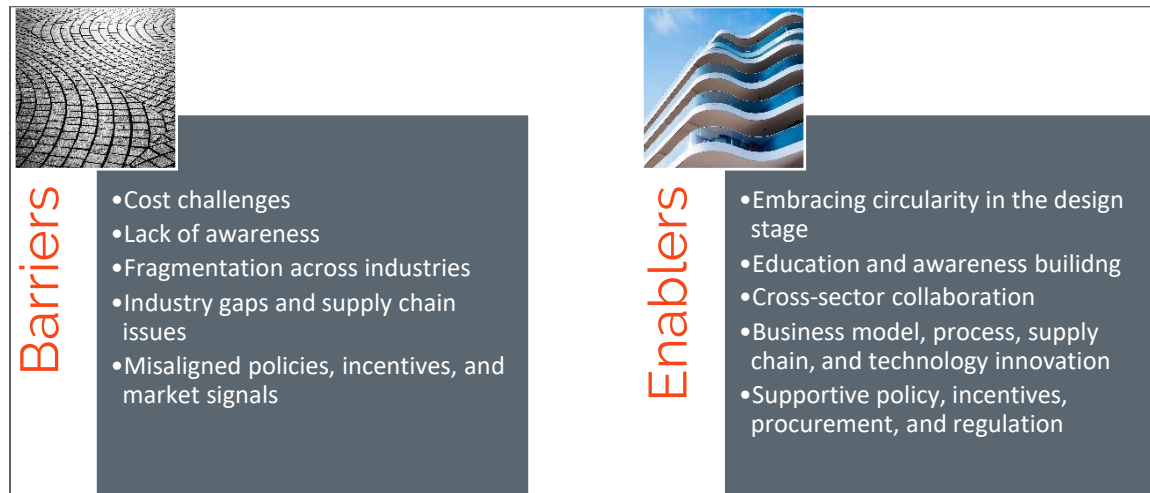 Barriers
•Cost challenges
•Lack of awareness
•Fragmentation across industries
•Industry gaps and supply chain
issues
•Misaligned policies, incentives, and
market signals
Enablers
•Embracing circularity in the design
stage
•Education and awareness builidng
•Cross-sector collaboration
•Business model, process, supply
chain, and technology innovation
•Supportive policy, incentives,
procurement, and regulation